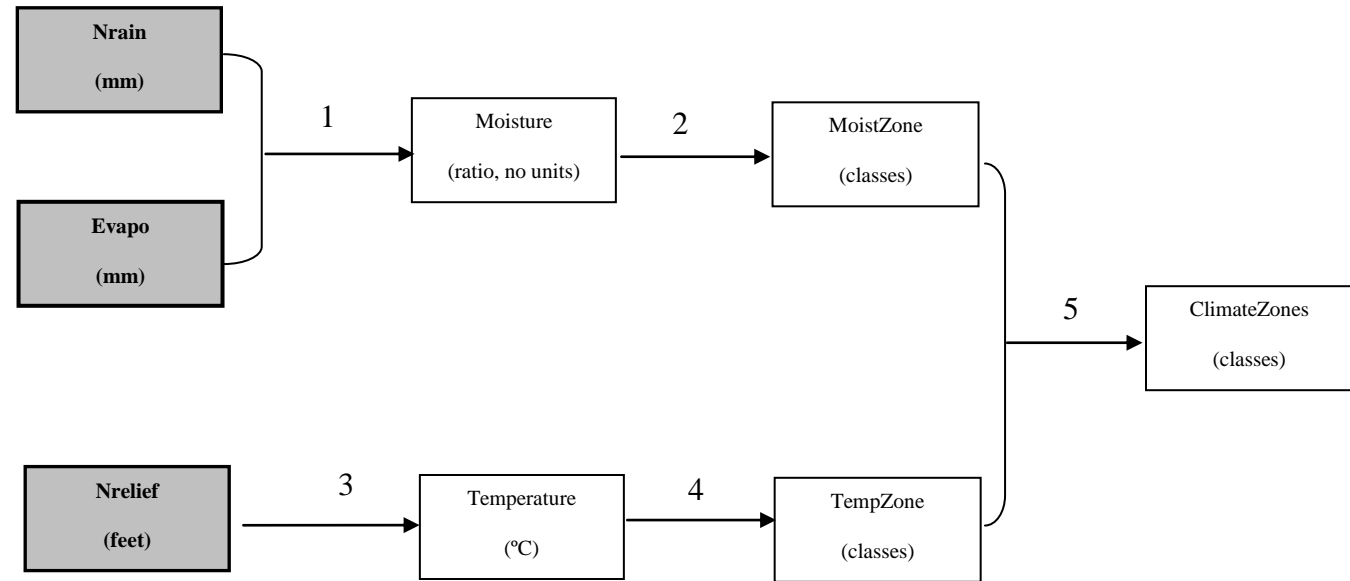 Nrain
(mm)
1
Moisture
(ratio, no units)
2
MoistZone
(classes)
Evapo
(mm)
5
ClimateZones
(classes)
Nrelief
(feet)
3
Temperature
(ºC)
4
TempZone
(classes)